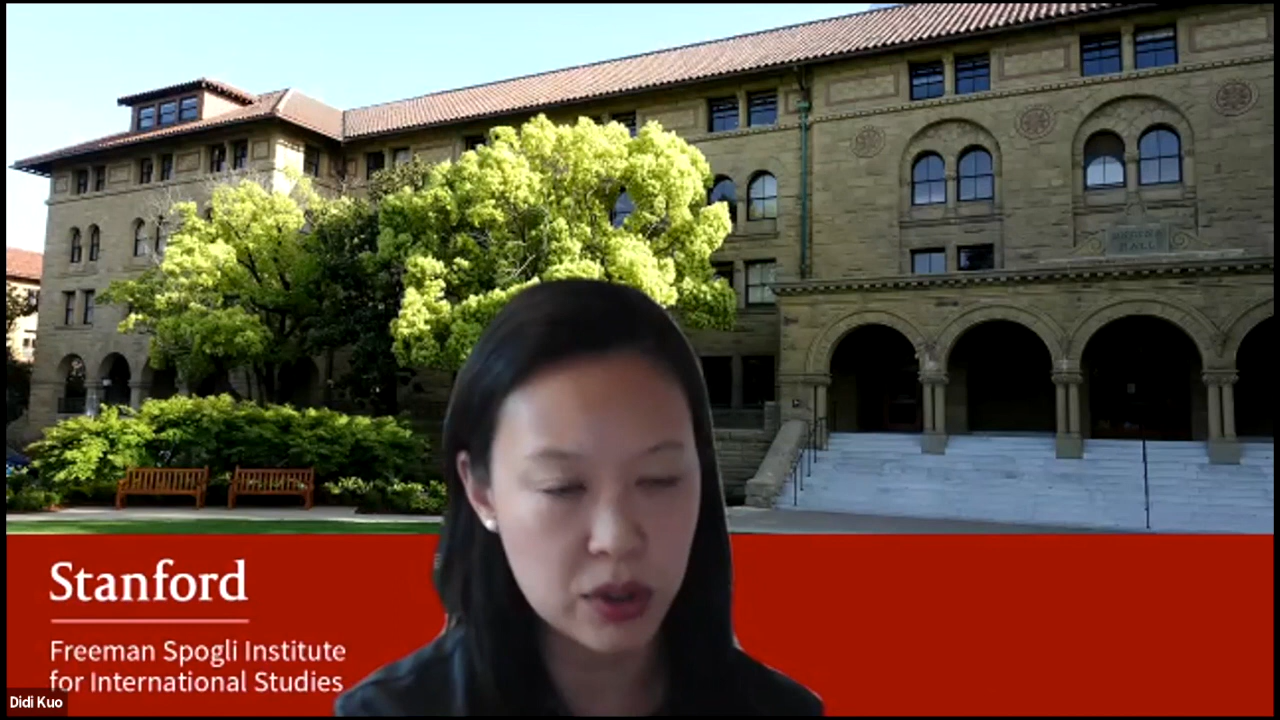 Stanford
Freeman Spogli Institute
for International Studies
Didi Kuo